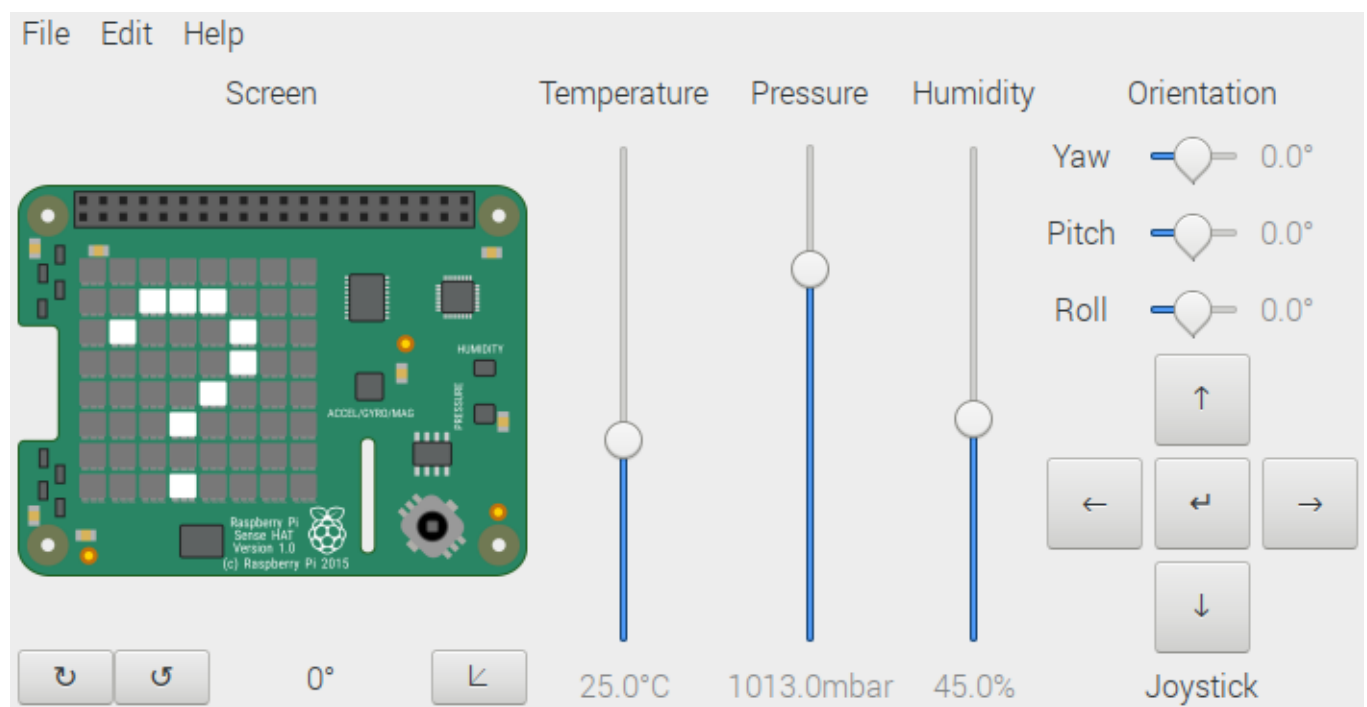 File Edit Help
Screen Temperature Pressure Humidity Orientation
Yaw 0.0°
Pitch 0.0°
Roll 0.0°
HUMIDITY
PRESSURE
ACCEL/GYRO/MAG
?
↑
← ↵ →
↓
Raspberry Pi
Sense HAT
Version 1.0
(c) Raspberry Pi 2015
↻ ↺ 0° 25.0°C 1013.0mbar 45.0% Joystick